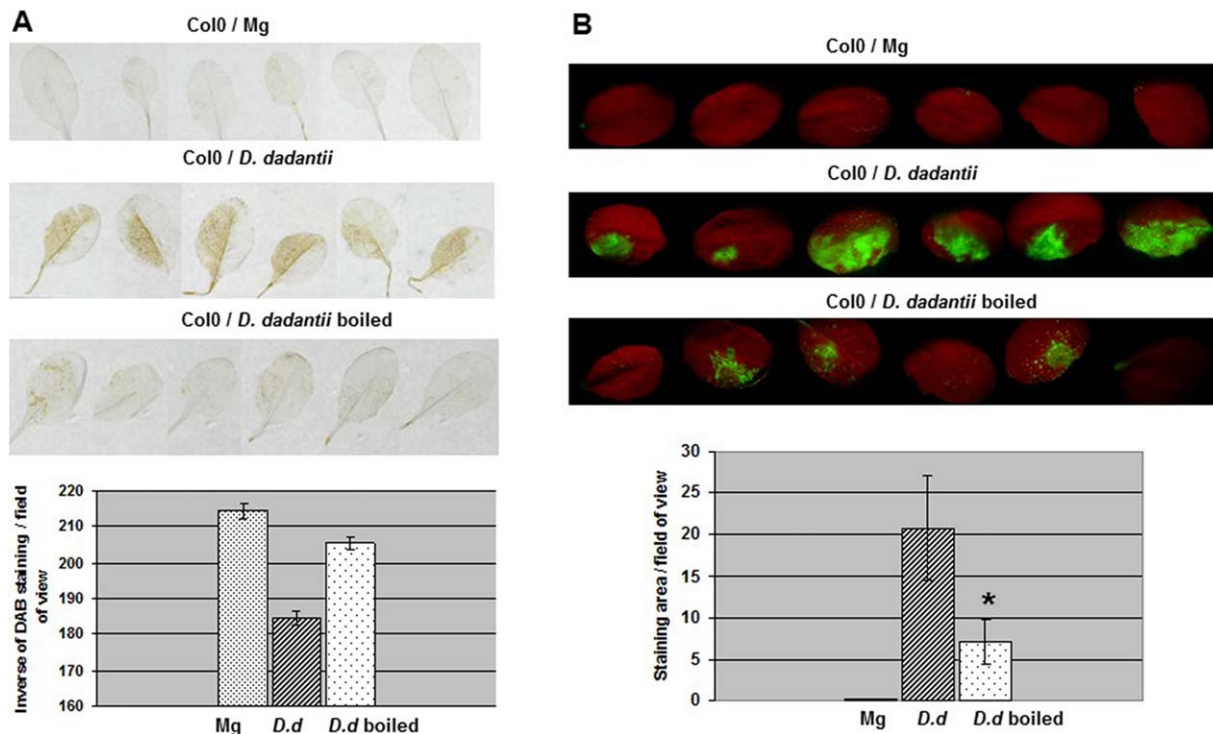 A
Col0 / Mg
Col0 / D. dadantii
Col0 / D. dadantii boiled
Inverse of DAB staining / field
of view
220
210
200
190
180
170
160
Mg D.d D.d boiled
B
Col0 / Mg
Col0 / D. dadantii
Col0 / D. dadantii boiled
Staining area / field of view
30
25
20
15
10
5
0
*
Mg D.d D.d boiled